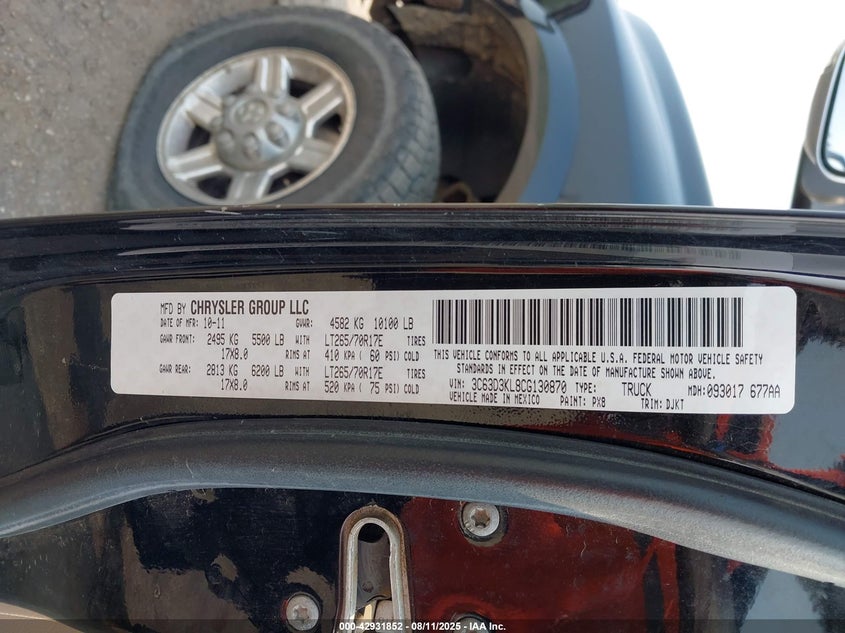 MFD BY CHRYSLER GROUP LLC
DATE OF MFR: 10-11 GVWR: 4582 KG 10100 LB
GAWR FRONT: 2495 KG 5500 LB WITH LT265/70R17E TIRES
17X8.0 RIMS AT 410 KPA ( 60 PSI) COLD
GAWR REAR: 2813 KG 6200 LB WITH LT265/70R17E TIRES
17X8.0 RIMS AT 520 KPA ( 75 PSI) COLD
THIS VEHICLE CONFORMS TO ALL APPLICABLE U.S.A. FEDERAL MOTOR VEHICLE SAFETY
STANDARDS IN EFFECT ON THE DATE OF MANUFACTURE SHOWN ABOVE.
VIN: 3C63D3KL8CG130870 TYPE: TRUCK MDH: 093017 677AA
VEHICLE MADE IN MEXICO PAINT: PX8 TRIM: DJKT
000-42931852 - 08/11/2025 - IAA Inc.